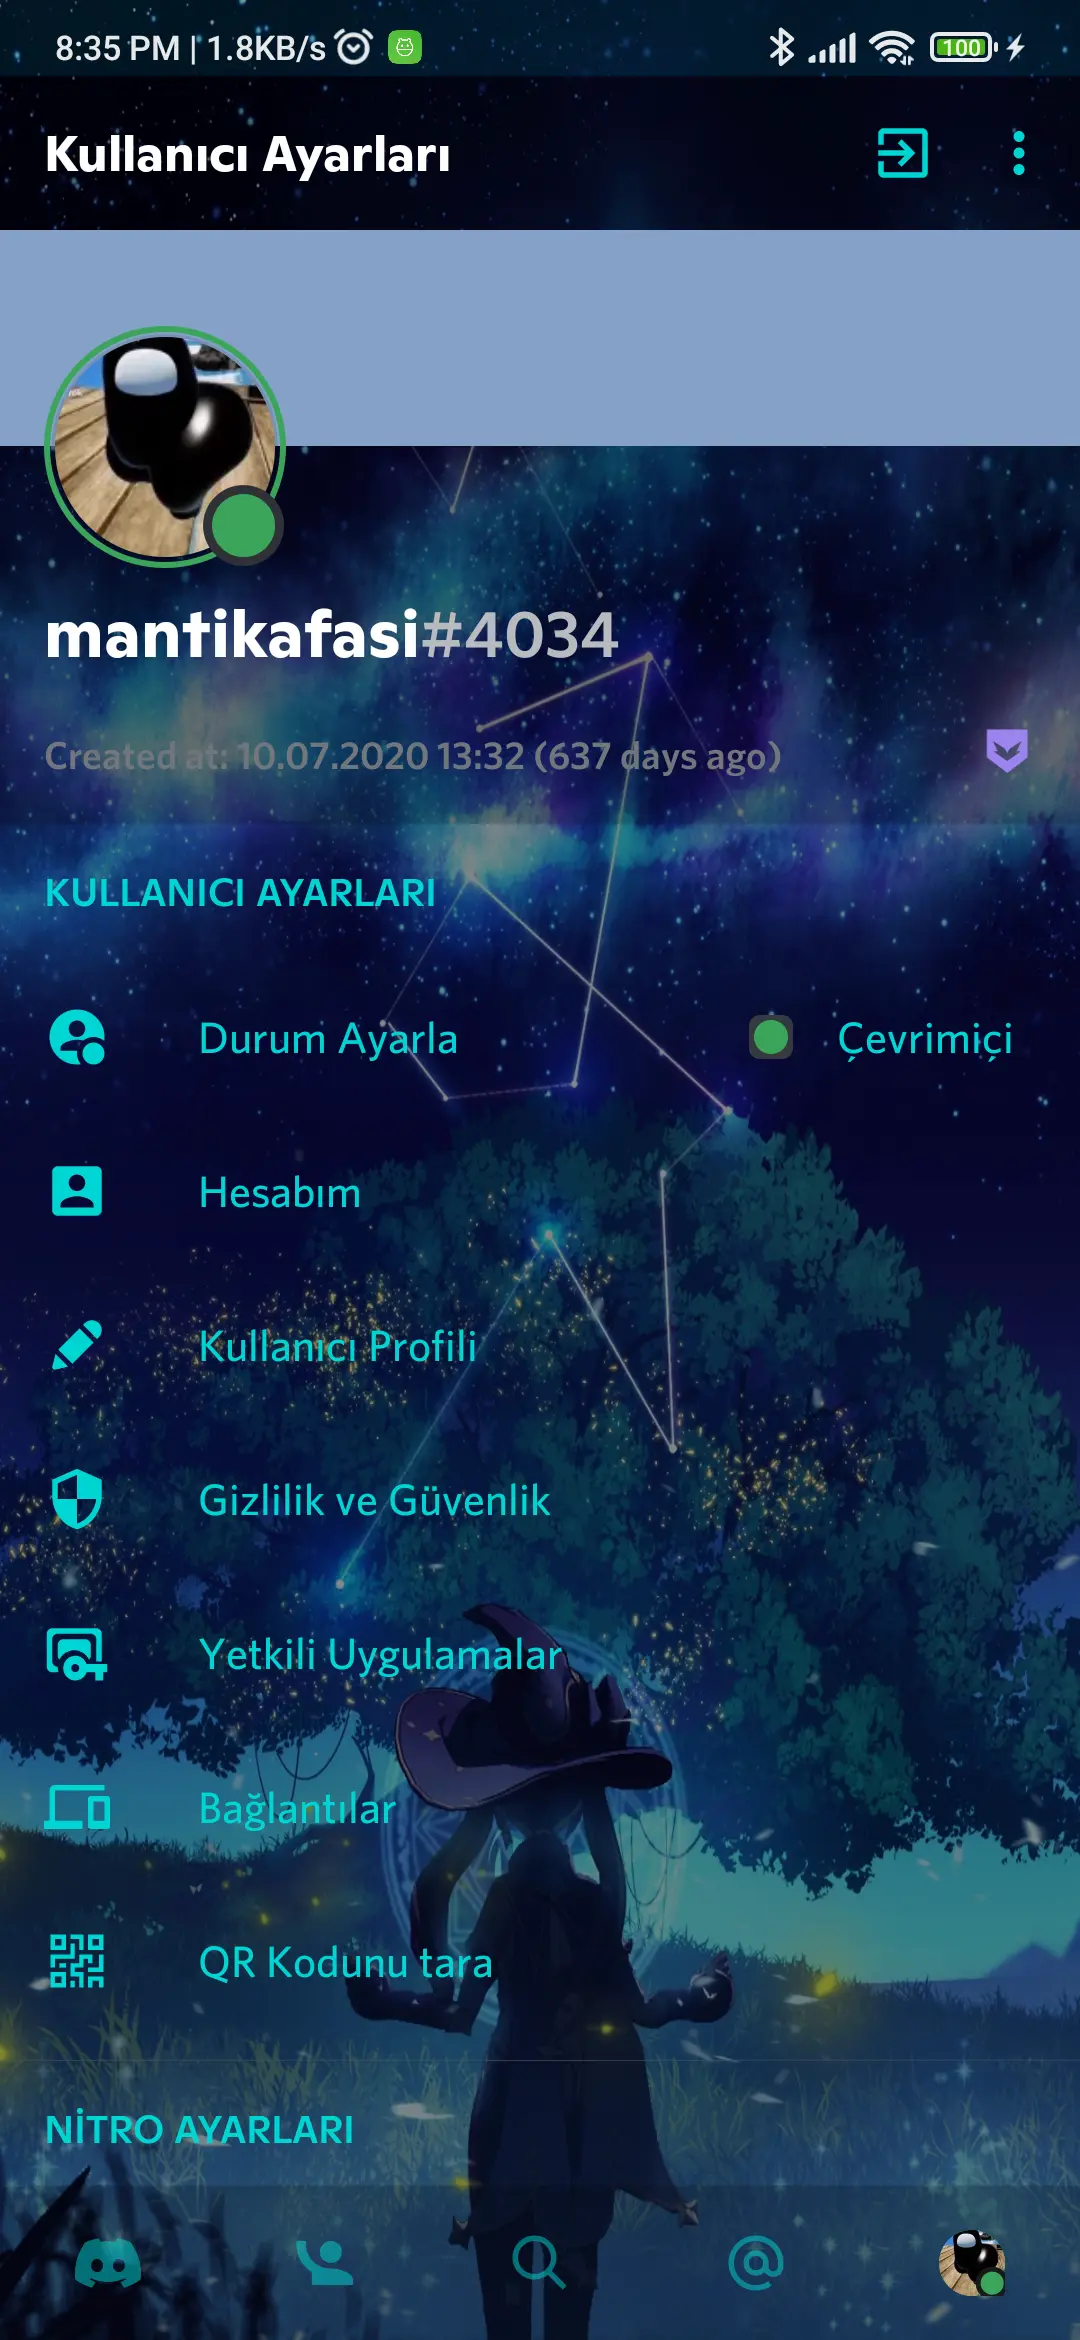 8:35 PM | 1.8KB/s
100
Kullanıcı Ayarları
mantikafasi#4034
Created at: 10.07.2020 13:32 (637 days ago)
KULLANICI AYARLARI
Durum Ayarla
Çevrimiçi
Hesabım
Kullanıcı Profili
Gizlilik ve Güvenlik
Yetkili Uygulamalar
Bağlantılar
QR Kodunu tara
NİTRO AYARLARI